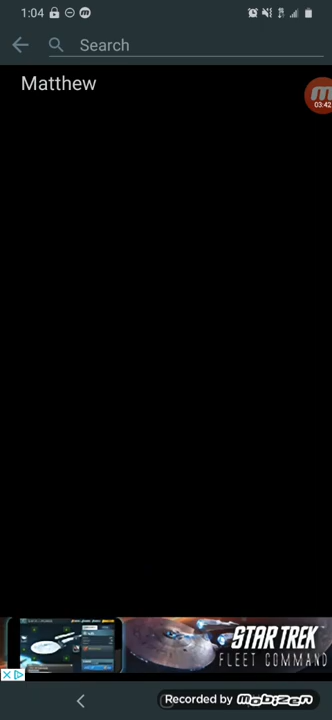 1:04
Search
Matthew
03:42
STAR TREK
FLEET COMMAND
Recorded by
mobizen